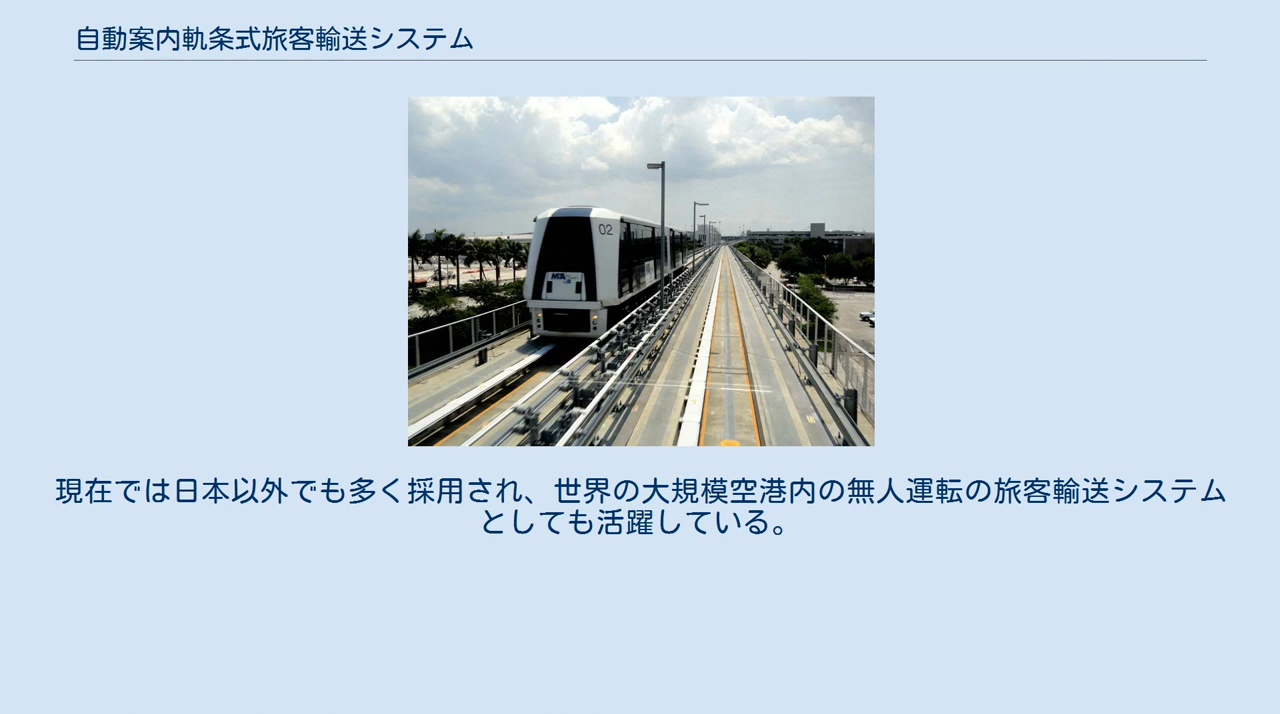 自動案内軌条式旅客輸送システム
02
MIA
現在では日本以外でも多く採用され、世界の大規模空港内の無人運転の旅客輸送システム
としても活躍している。